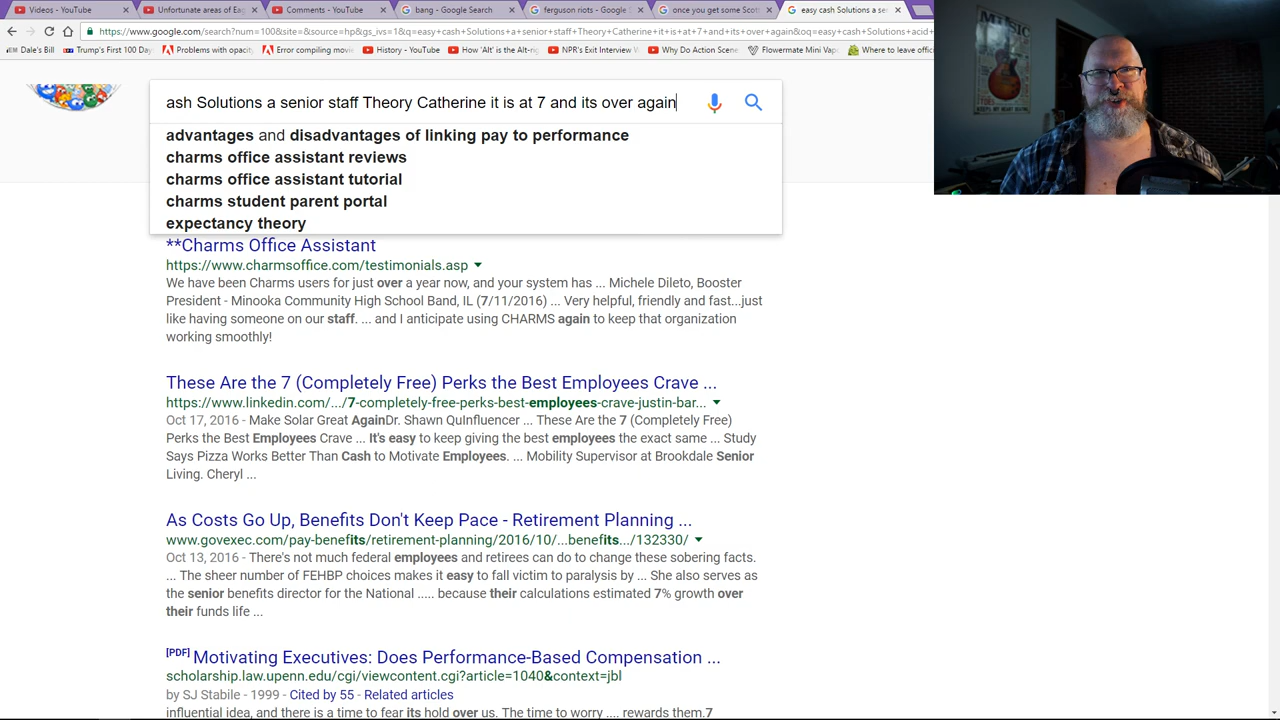 Videos - YouTube
Unfortunate areas of Eag
Comments - YouTube
bang - Google Search
ferguson riots - Google S
once you get some Scott
easy cash Solutions a se
https://www.google.com/search?num=100&site=&source=hp&gs_ivs=1&q=easy+cash+Solutions+a+senior+staff+Theory+Catherine+it+is+at+7+and+its+over+again&oq=easy+cash+Solutions+acid+
Dale's Bill
Trump's First 100 Day
Problems with opacity
Error compiling movie
History - YouTube
How 'Alt' is the Alt-rig
NPR's Exit Interview W
Why Do Action Scene
Flowermate Mini Vapo
Where to leave offic
MUSIC
ash Solutions a senior staff Theory Catherine it is at 7 and its over again
advantages and disadvantages of linking pay to performance
charms office assistant reviews
charms office assistant tutorial
charms student parent portal
expectancy theory
**Charms Office Assistant
https://www.charmsoffice.com/testimonials.asp
We have been Charms users for just over a year now, and your system has ... Michele Dileto, Booster
President - Minooka Community High School Band, IL (7/11/2016) ... Very helpful, friendly and fast...just
like having someone on our staff. ... and I anticipate using CHARMS again to keep that organization
working smoothly!
These Are the 7 (Completely Free) Perks the Best Employees Crave ...
https://www.linkedin.com/.../7-completely-free-perks-best-employees-crave-justin-bar...
Oct 17, 2016 - Make Solar Great AgainDr. Shawn QuInfluencer ... These Are the 7 (Completely Free)
Perks the Best Employees Crave ... It's easy to keep giving the best employees the exact same ... Study
Says Pizza Works Better Than Cash to Motivate Employees. ... Mobility Supervisor at Brookdale Senior
Living. Cheryl ...
As Costs Go Up, Benefits Don't Keep Pace - Retirement Planning ...
www.govexec.com/pay-benefits/retirement-planning/2016/10/...benefits.../132330/
Oct 13, 2016 - There's not much federal employees and retirees can do to change these sobering facts.
... The sheer number of FEHBP choices makes it easy to fall victim to paralysis by ... She also serves as
the senior benefits director for the National ..... because their calculations estimated 7% growth over
their funds life ...
[PDF] Motivating Executives: Does Performance-Based Compensation ...
scholarship.law.upenn.edu/cgi/viewcontent.cgi?article=1040&context=jbl
by SJ Stabile - 1999 - Cited by 55 - Related articles
influential idea, and there is a time to fear its hold over us. The time to worry .... rewards them.7